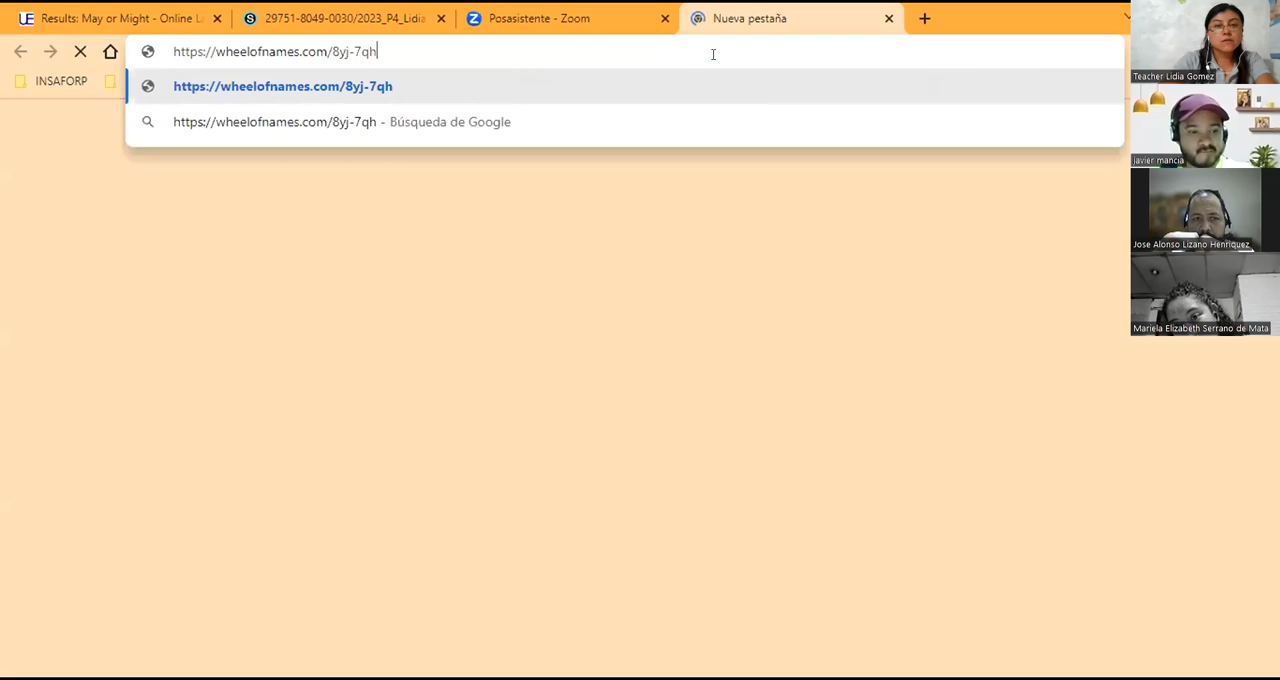 Results: May or Might - Online La
29751-8049-0030/2023_P4_Lidia
Posasistente - Zoom
Nueva pestaña
https://wheelofnames.com/8yj-7qh
INSAFORP
https://wheelofnames.com/8yj-7qh
https://wheelofnames.com/8yj-7qh - Búsqueda de Google
Teacher Lidia Gomez
javier mancia
Jose Alonso Lizano Henriquez
Mariela Elizabeth Serrano de Mata